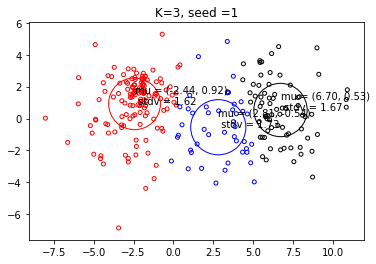 K=3, seed =1
6
4
2
0
−2
−4
−6
mu = (-2.44, 0.92)
stdv = 1.62
mu = (6.70, 0.53)
stdv = 1.67
mu =
stdv =
−7.5 −5.0 −2.5 0.0 2.5 5.0 7.5 10.0